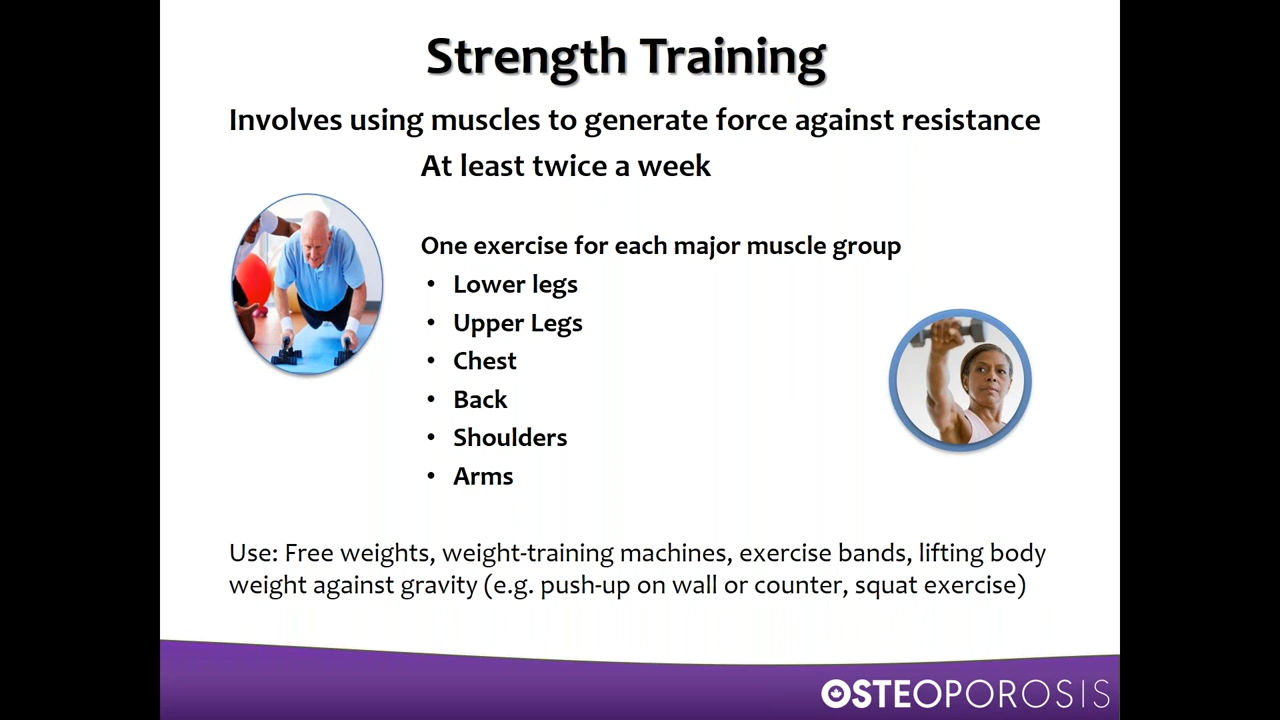 Strength Training
Involves using muscles to generate force against resistance
At least twice a week
One exercise for each major muscle group
• Lower legs
• Upper Legs
• Chest
• Back
• Shoulders
• Arms
Use: Free weights, weight-training machines, exercise bands, lifting body
weight against gravity (e.g. push-up on wall or counter, squat exercise)
OSTEOPOROSIS